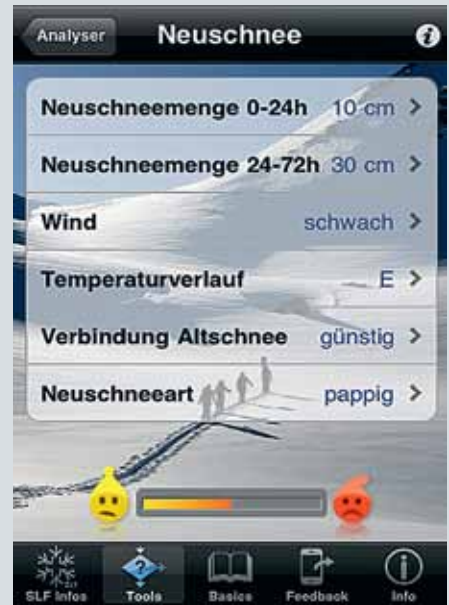 Analyser Neuschnee
Neuschneemenge 0-24h 10 cm
Neuschneemenge 24-72h 30 cm
Wind schwach
Temperaturverlauf E
Verbindung Altschnee günstig
Neuschneeart pappig
SLF Infos Tools Basics Feedback Info